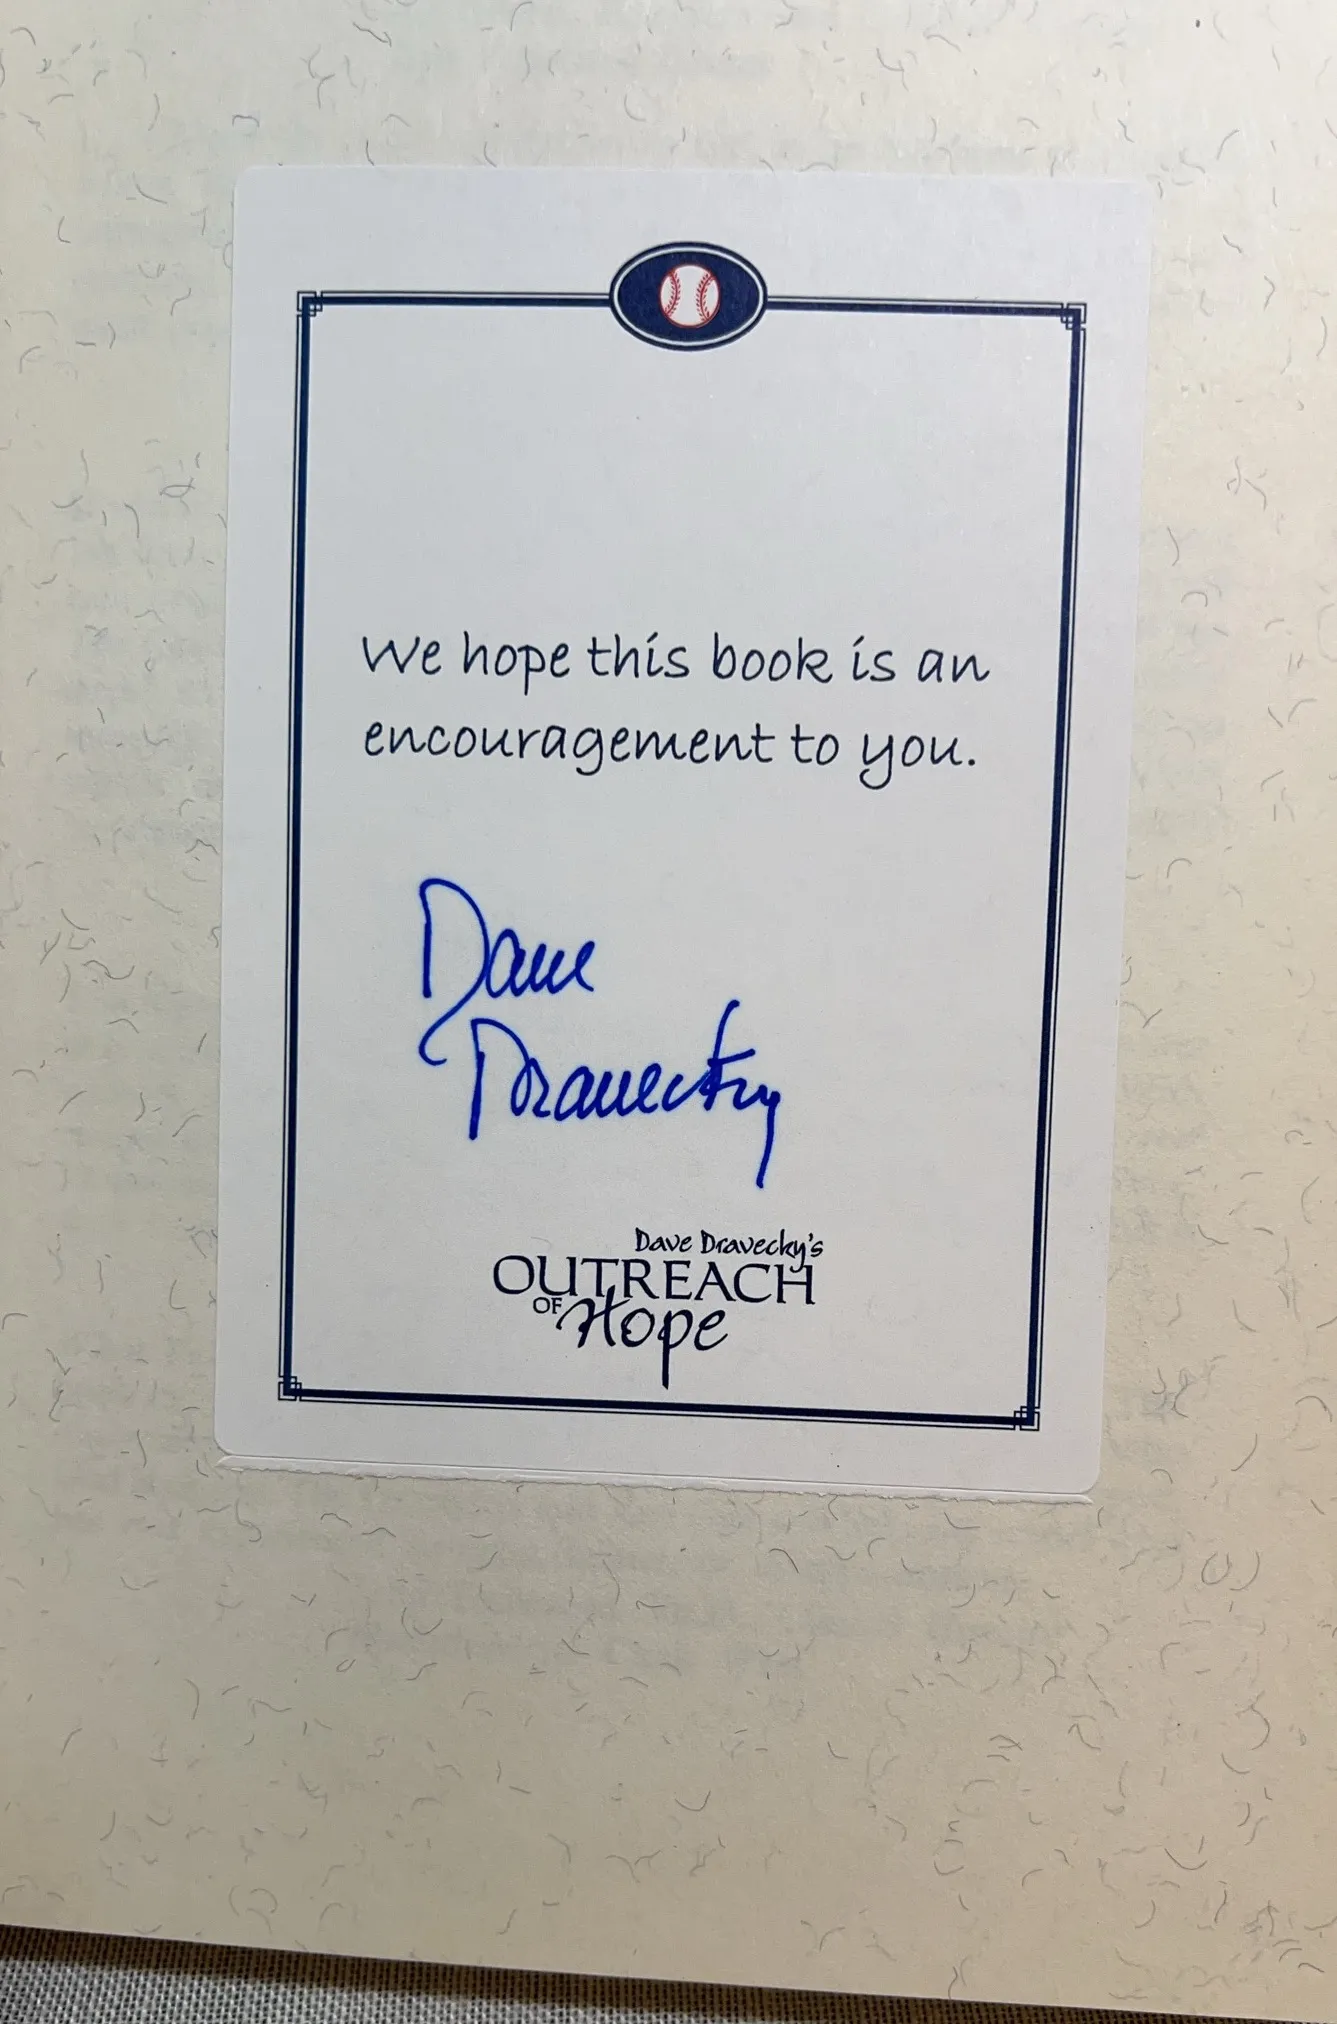 We hope this book is an
encouragement to you.
Dave
Dravecky
Dave Dravecky's
OUTREACH
OF Hope